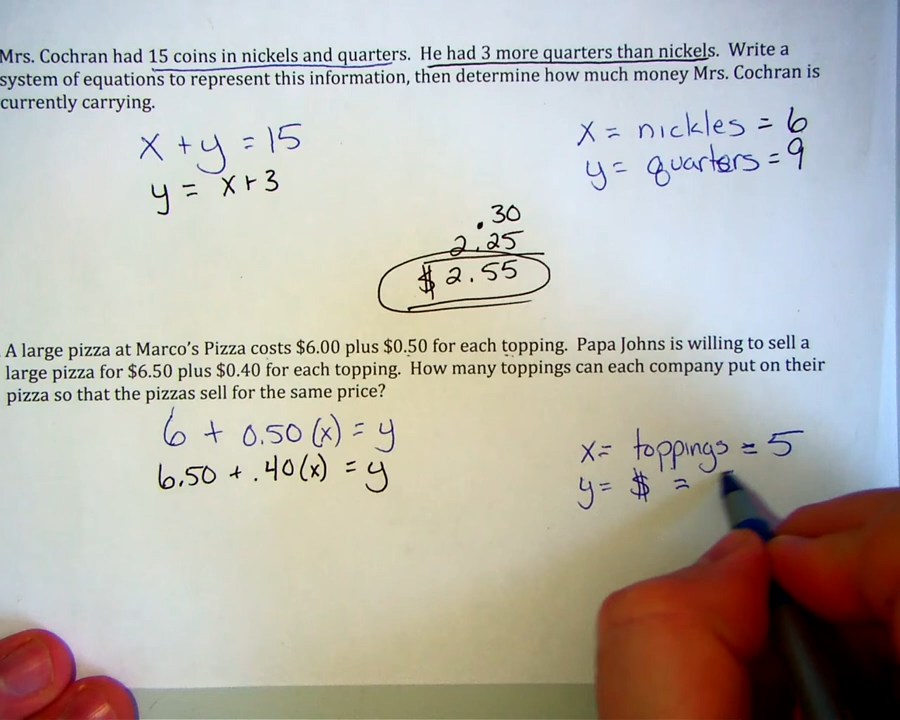 Mrs. Cochran had 15 coins in nickels and quarters. He had 3 more quarters than nickels. Write a
system of equations to represent this information, then determine how much money Mrs. Cochran is
currently carrying.
x + y = 15
y = x + 3
x = nickles = 6
y = quarters = 9
.30
2.25
$2.55
A large pizza at Marco's Pizza costs $6.00 plus $0.50 for each topping. Papa Johns is willing to sell a
large pizza for $6.50 plus $0.40 for each topping. How many toppings can each company put on their
pizza so that the pizzas sell for the same price?
6 + 0.50 (x) = y
6.50 + .40 (x) = y
x = toppings = 5
y = $ =